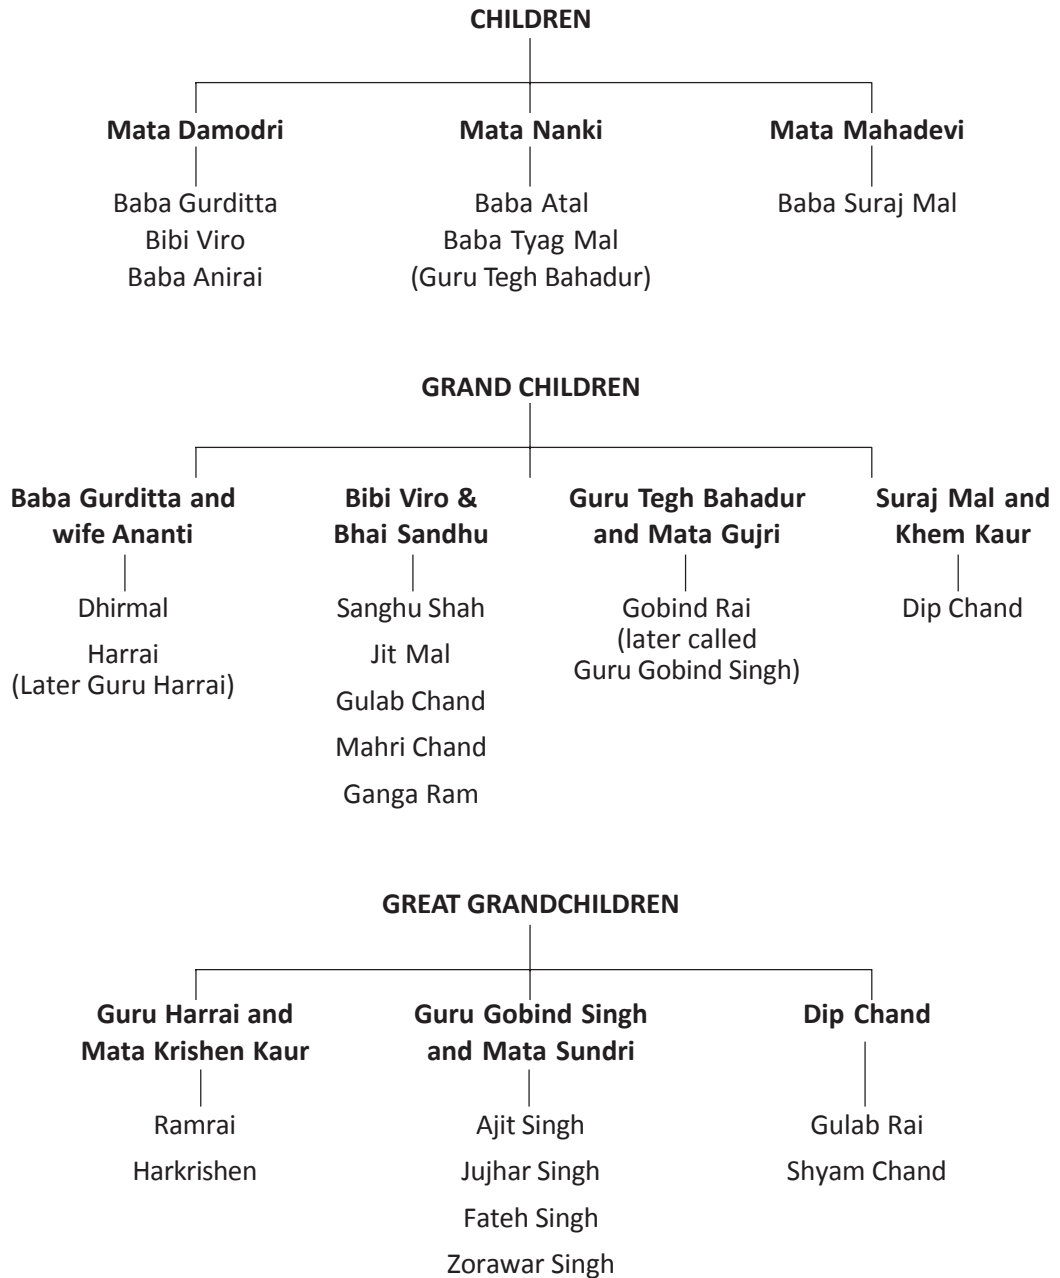 CHILDREN
Mata Damodri
Baba Gurditta
Bibi Viro
Baba Anirai
Mata Nanki
Baba Atal
Baba Tyag Mal
(Guru Tegh Bahadur)
Mata Mahadevi
Baba Suraj Mal
GRAND CHILDREN
Baba Gurditta and
wife Ananti
Dhirmal
Harrai
(Later Guru Harrai)
Bibi Viro &
Bhai Sandhu
Sanghu Shah
Jit Mal
Gulab Chand
Mahri Chand
Ganga Ram
Guru Tegh Bahadur
and Mata Gujri
Gobind Rai
(later called
Guru Gobind Singh)
Suraj Mal and
Khem Kaur
Dip Chand
GREAT GRANDCHILDREN
Guru Harrai and
Mata Krishen Kaur
Ramrai
Harkrishen
Guru Gobind Singh
and Mata Sundri
Ajit Singh
Jujhar Singh
Fateh Singh
Zorawar Singh
Dip Chand
Gulab Rai
Shyam Chand